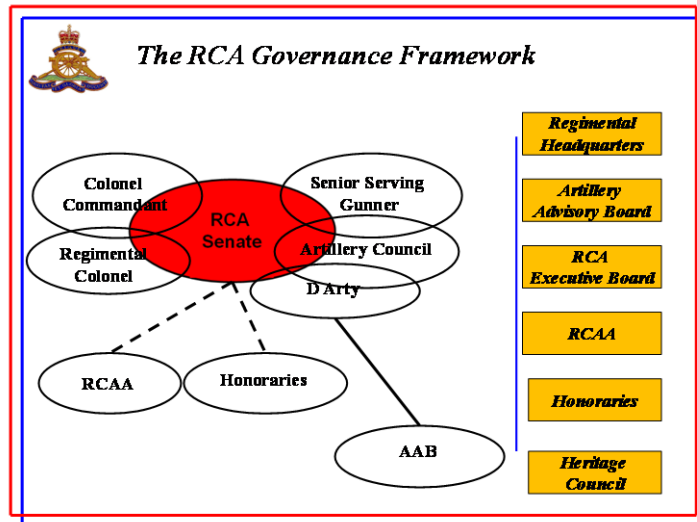 The RCA Governance Framework
Colonel
Commandant
RCA
Senate
Senior Serving
Gunner
Regimental
Colonel
Artillery Council
D Arty
RCAA
Honoraries
AAB
Regimental
Headquarters
Artillery
Advisory Board
RCA
Executive Board
RCAA
Honoraries
Heritage
Council